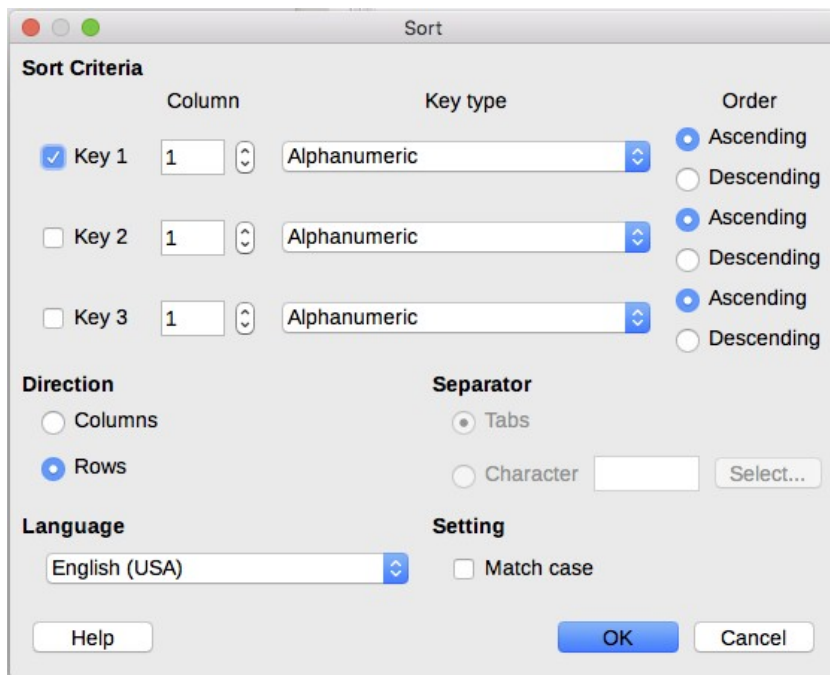 Sort
Sort Criteria
Column Key type Order
Key 1 1 Alphanumeric Ascending
Descending
Key 2 1 Alphanumeric Ascending
Descending
Key 3 1 Alphanumeric Ascending
Descending
Direction Separator
Columns Tabs
Rows Character Select...
Language Setting
English (USA) Match case
Help OK Cancel